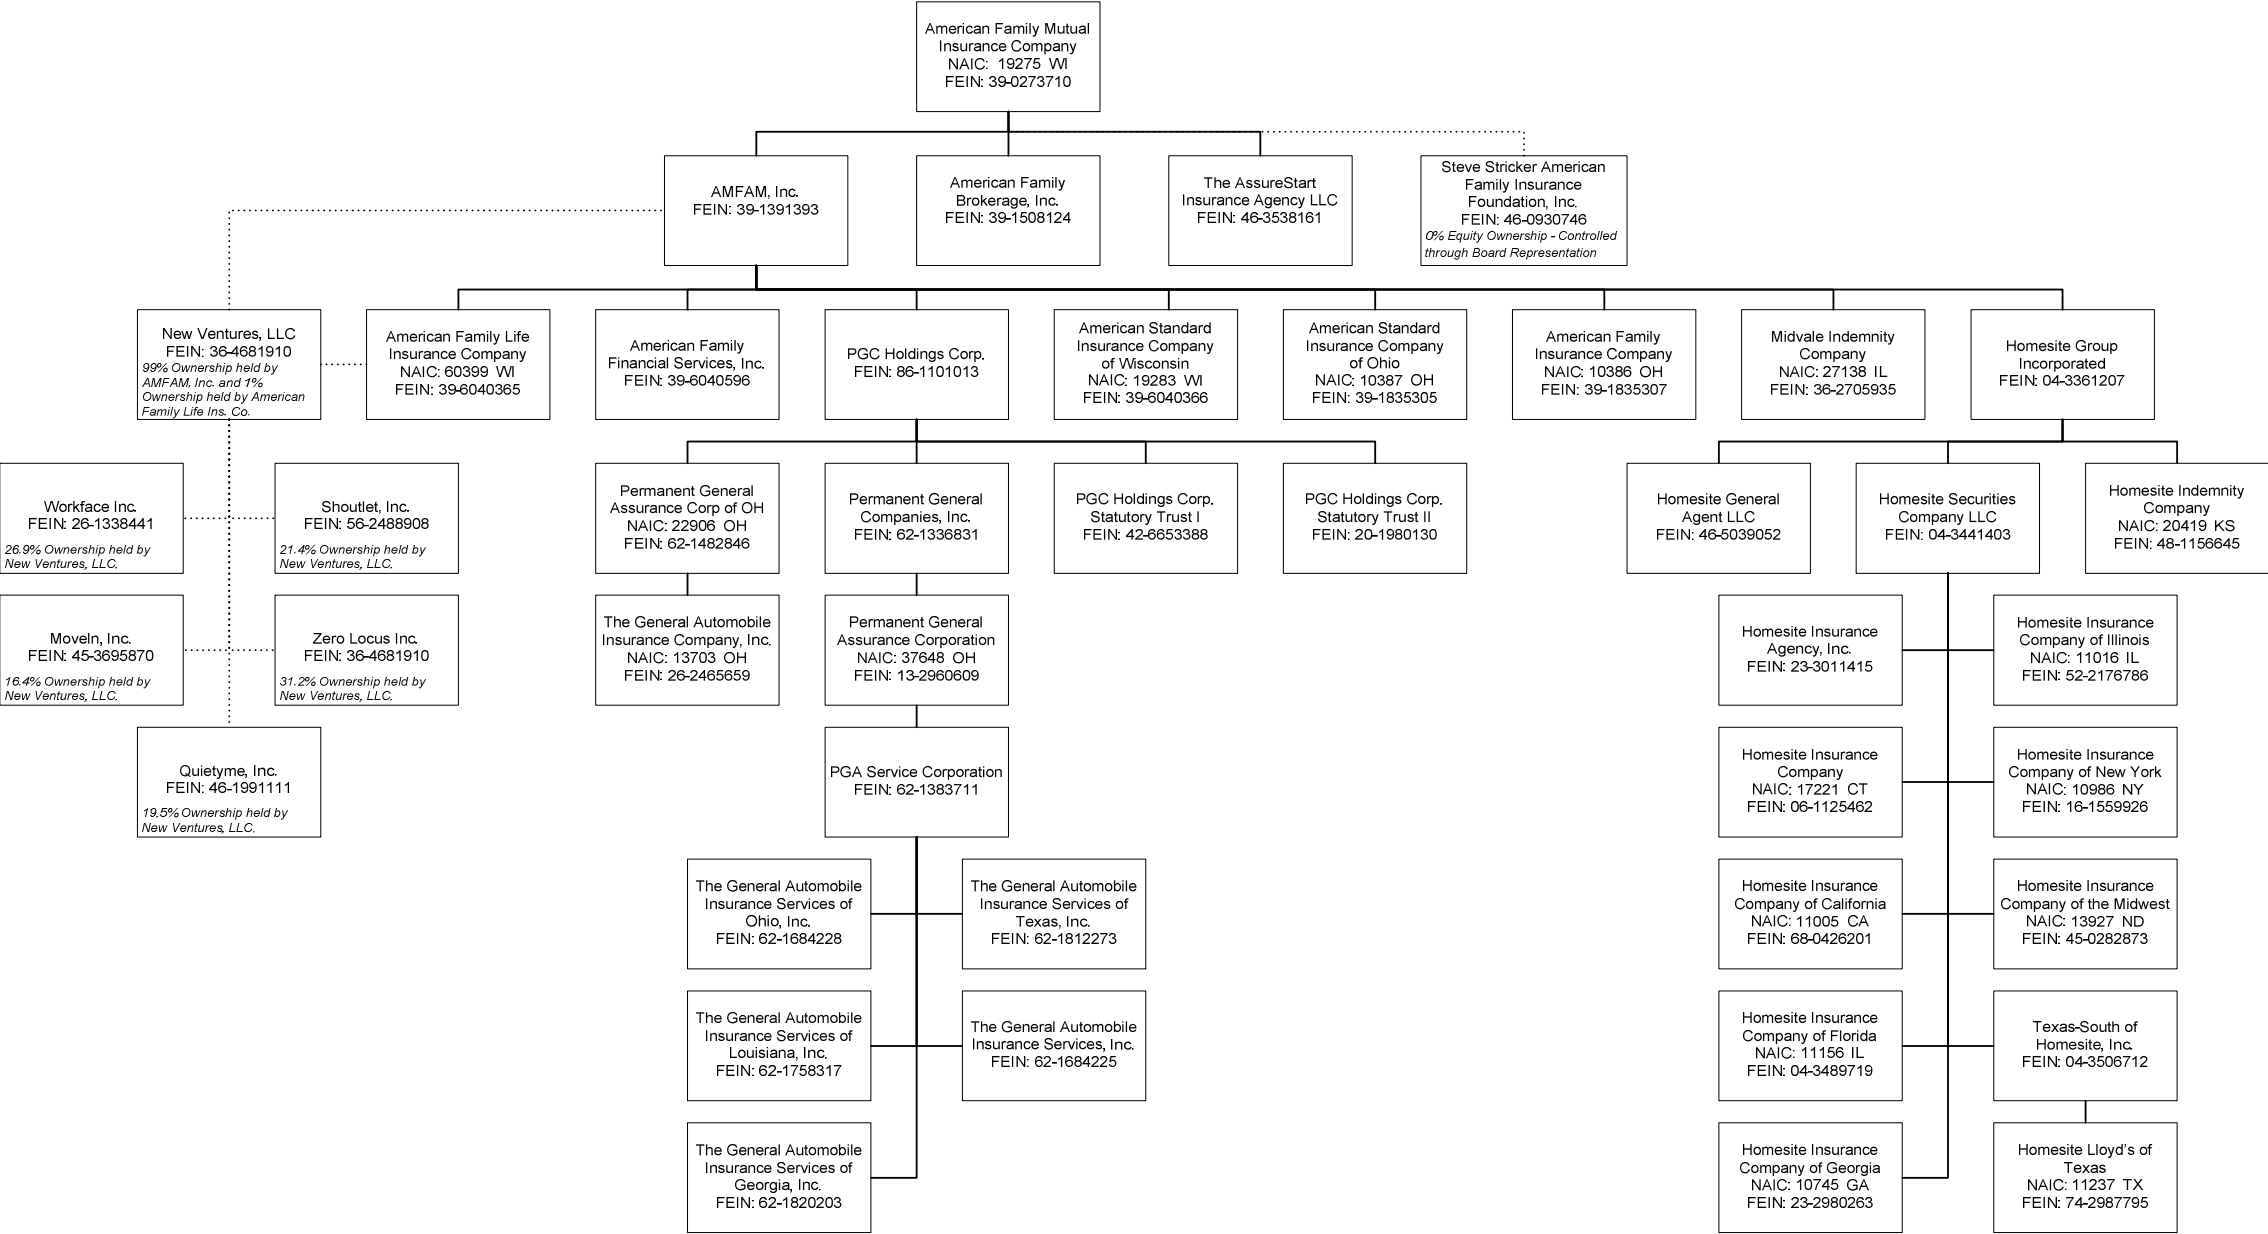 American Family Mutual
Insurance Company
NAIC: 19275 WI
FEIN: 39-0273710
AMFAM, Inc.
FEIN: 39-1391393
American Family
Brokerage, Inc.
FEIN: 39-1508124
The AssureStart
Insurance Agency LLC
FEIN: 46-3538161
Steve Stricker American
Family Insurance
Foundation, Inc.
FEIN: 46-0930746
0% Equity Ownership - Controlled
through Board Representation
New Ventures, LLC
FEIN: 36-4681910
99% Ownership held by
AMFAM, Inc. and 1%
Ownership held by American
Family Life Ins. Co.
American Family Life
Insurance Company
NAIC: 60399 WI
FEIN: 39-6040365
American Family
Financial Services, Inc.
FEIN: 39-6040596
PGC Holdings Corp.
FEIN: 86-1101013
American Standard
Insurance Company
of Wisconsin
NAIC: 19283 WI
FEIN: 39-6040366
American Standard
Insurance Company
of Ohio
NAIC: 10387 OH
FEIN: 39-1835305
American Family
Insurance Company
NAIC: 10386 OH
FEIN: 39-1835307
Midvale Indemnity
Company
NAIC: 27138 IL
FEIN: 36-2705935
Homesite Group
Incorporated
FEIN: 04-3361207
Workface Inc.
FEIN: 26-1338441
26.9% Ownership held by
New Ventures, LLC.
Shoutlet, Inc.
FEIN: 56-2488908
21.4% Ownership held by
New Ventures, LLC.
Permanent General
Assurance Corp of OH
NAIC: 22906 OH
FEIN: 62-1482846
Permanent General
Companies, Inc.
FEIN: 62-1336831
PGC Holdings Corp.
Statutory Trust I
FEIN: 42-6653388
PGC Holdings Corp.
Statutory Trust II
FEIN: 20-1980130
Homesite General
Agent LLC
FEIN: 46-5039052
Homesite Securities
Company LLC
FEIN: 04-3441403
Homesite Indemnity
Company
NAIC: 20419 KS
FEIN: 48-1156645
MoveIn, Inc.
FEIN: 45-3695870
16.4% Ownership held by
New Ventures, LLC.
Zero Locus Inc.
FEIN: 36-4681910
31.2% Ownership held by
New Ventures, LLC.
The General Automobile
Insurance Company, Inc.
NAIC: 13703 OH
FEIN: 26-2465659
Permanent General
Assurance Corporation
NAIC: 37648 OH
FEIN: 13-2960609
Homesite Insurance
Agency, Inc.
FEIN: 23-3011415
Homesite Insurance
Company of Illinois
NAIC: 11016 IL
FEIN: 52-2176786
Quietyme, Inc.
FEIN: 46-1991111
19.5% Ownership held by
New Ventures, LLC.
PGA Service Corporation
FEIN: 62-1383711
Homesite Insurance
Company
NAIC: 17221 CT
FEIN: 06-1125462
Homesite Insurance
Company of New York
NAIC: 10986 NY
FEIN: 16-1559926
The General Automobile
Insurance Services of
Ohio, Inc.
FEIN: 62-1684228
The General Automobile
Insurance Services of
Texas, Inc.
FEIN: 62-1812273
Homesite Insurance
Company of California
NAIC: 11005 CA
FEIN: 68-0426201
Homesite Insurance
Company of the Midwest
NAIC: 13927 ND
FEIN: 45-0282873
The General Automobile
Insurance Services of
Louisiana, Inc.
FEIN: 62-1758317
The General Automobile
Insurance Services, Inc.
FEIN: 62-1684225
Homesite Insurance
Company of Florida
NAIC: 11156 IL
FEIN: 04-3489719
Texas-South of
Homesite, Inc.
FEIN: 04-3506712
The General Automobile
Insurance Services of
Georgia, Inc.
FEIN: 62-1820203
Homesite Insurance
Company of Georgia
NAIC: 10745 GA
FEIN: 23-2980263
Homesite Lloyd's of
Texas
NAIC: 11237 TX
FEIN: 74-2987795